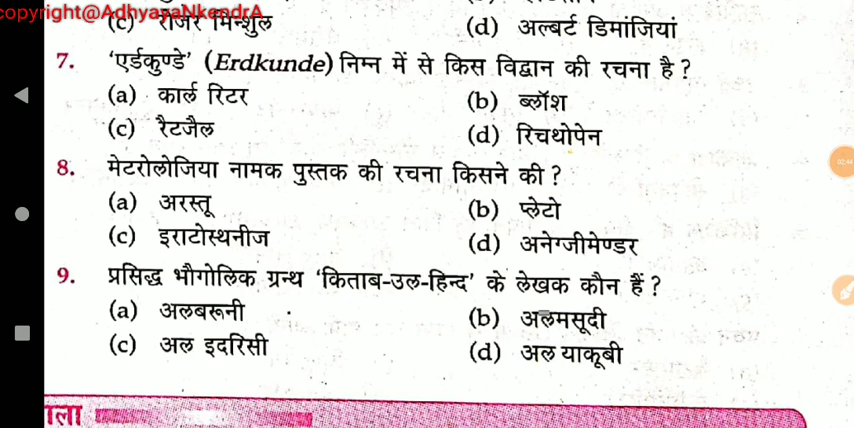 copyright@AdhyayaNkendrA
(c) रोजर मिन्शुल
(d) अल्बर्ट डिमांजियां
7. ‘एर्डकुण्डे’ (Erdkunde) निम्न में से किस विद्वान की रचना है ?
(a) कार्ल रिटर
(b) ब्लॉश
(c) रैटजैल
(d) रिचथोपेन
8. मेटरोलोजिया नामक पुस्तक की रचना किसने की ?
(a) अरस्तू
(b) प्लेटो
(c) इराटोस्थनीज
(d) अनेग्जीमेण्डर
9. प्रसिद्ध भौगोलिक ग्रन्थ ‘किताब-उल-हिन्द’ के लेखक कौन हैं ?
(a) अलबरूनी
(b) अलमसूदी
(c) अल इदरिसी
(d) अल याकूबी